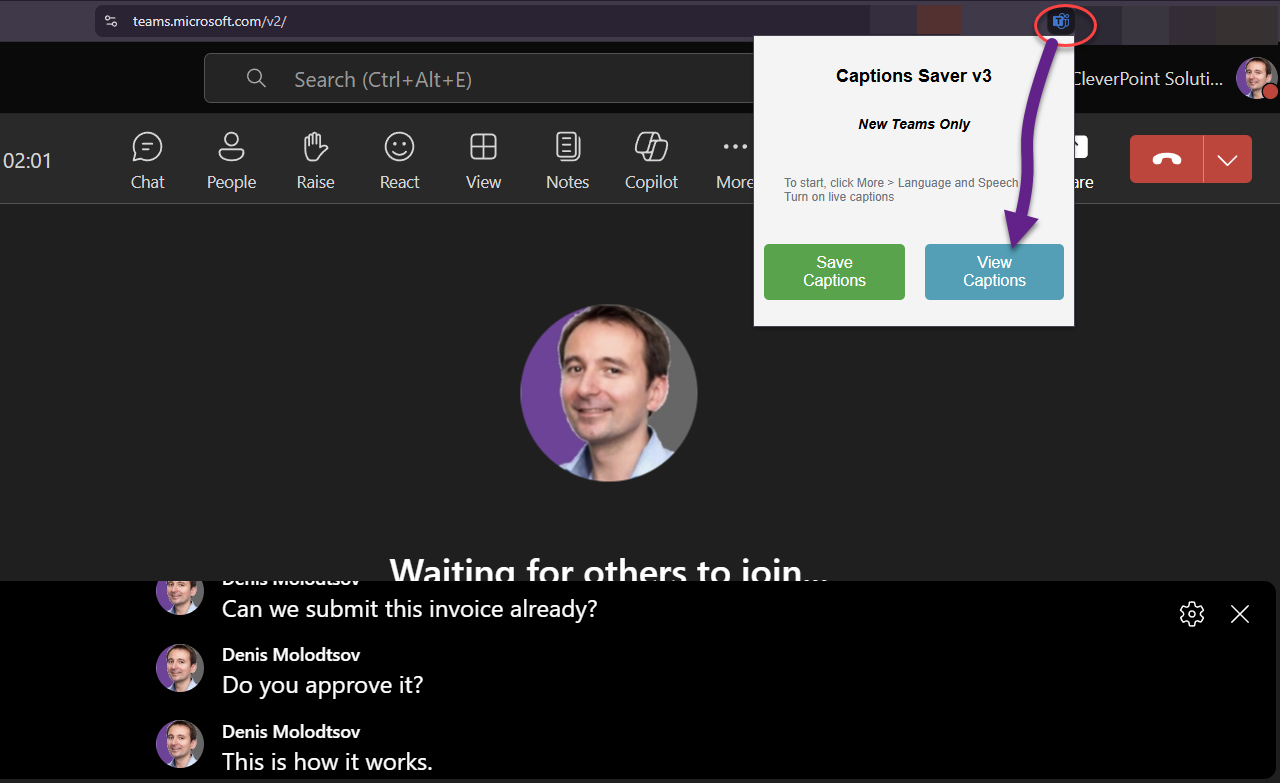 teams.microsoft.com/v2/
Search (Ctrl+Alt+E)
CleverPoint Soluti...
Captions Saver v3
New Teams Only
To start, click More > Language and Speech
Turn on live captions
Save
Captions
View
Captions
02:01
Chat
People
Raise
React
View
Notes
Copilot
More
are
Waiting for others to join...
Denis Molodtsov
Can we submit this invoice already?
Denis Molodtsov
Do you approve it?
Denis Molodtsov
This is how it works.